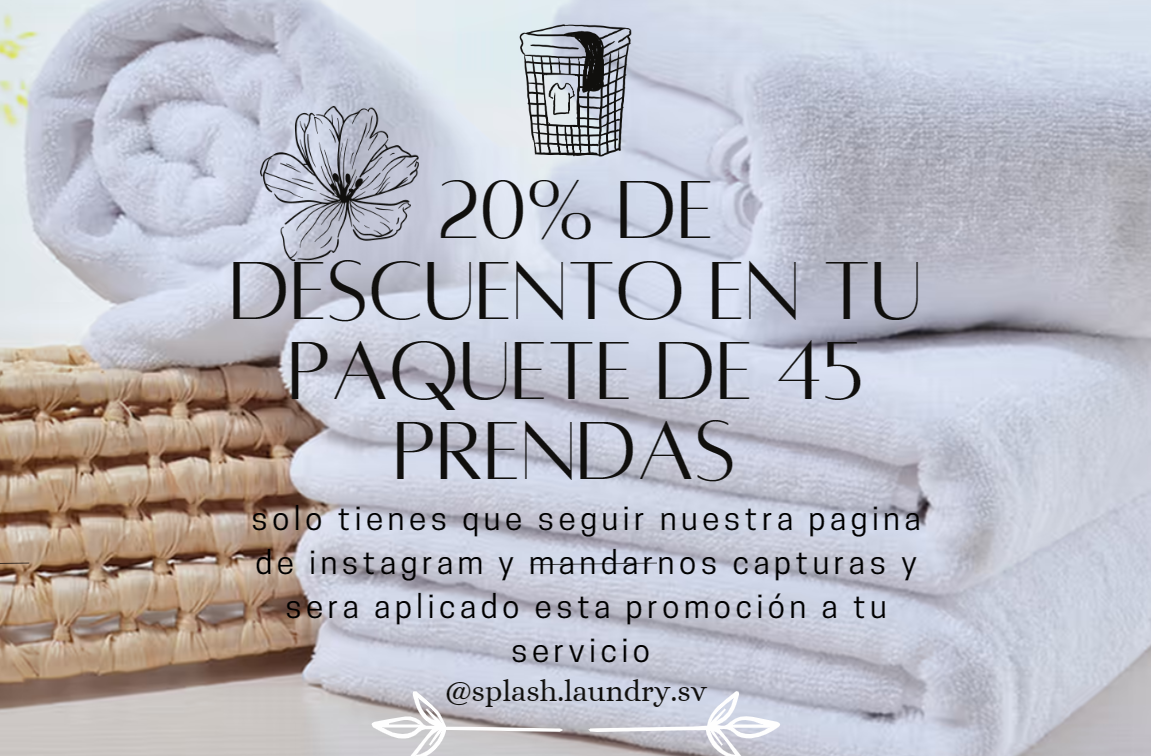 20% DE
DESCUENTO EN TU
PAQUETE DE 45
PRENDAS
solo tienes que seguir nuestra pagina
de instagram y mandarnos capturas y
sera aplicado esta promoción a tu
servicio
@splash.laundry.sv